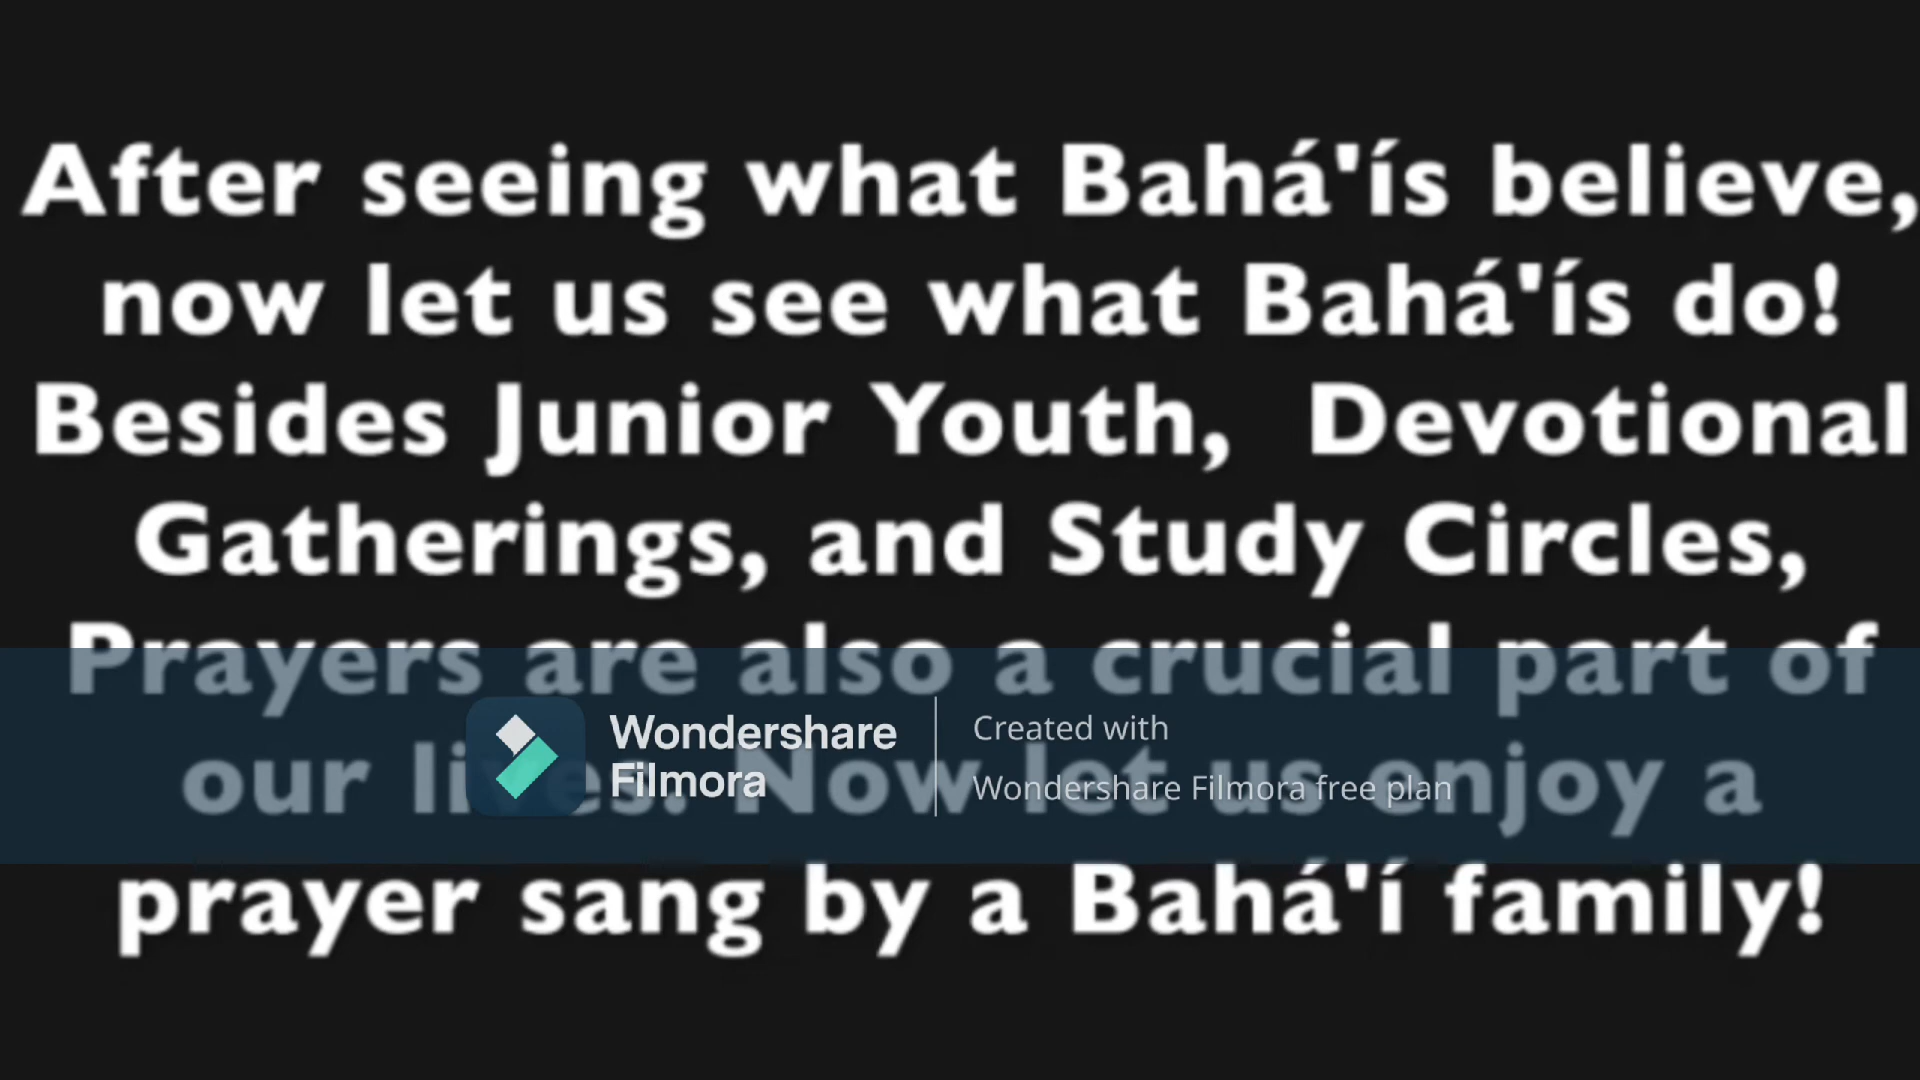 After seeing what Bahá'ís believe,
now let us see what Bahá'ís do!
Besides Junior Youth, Devotional
Gatherings, and Study Circles,
Prayers are also a crucial part of
our lives. Now let us enjoy a
prayer sang by a Bahá'í family!
Wondershare
Filmora
Created with
Wondershare Filmora free plan